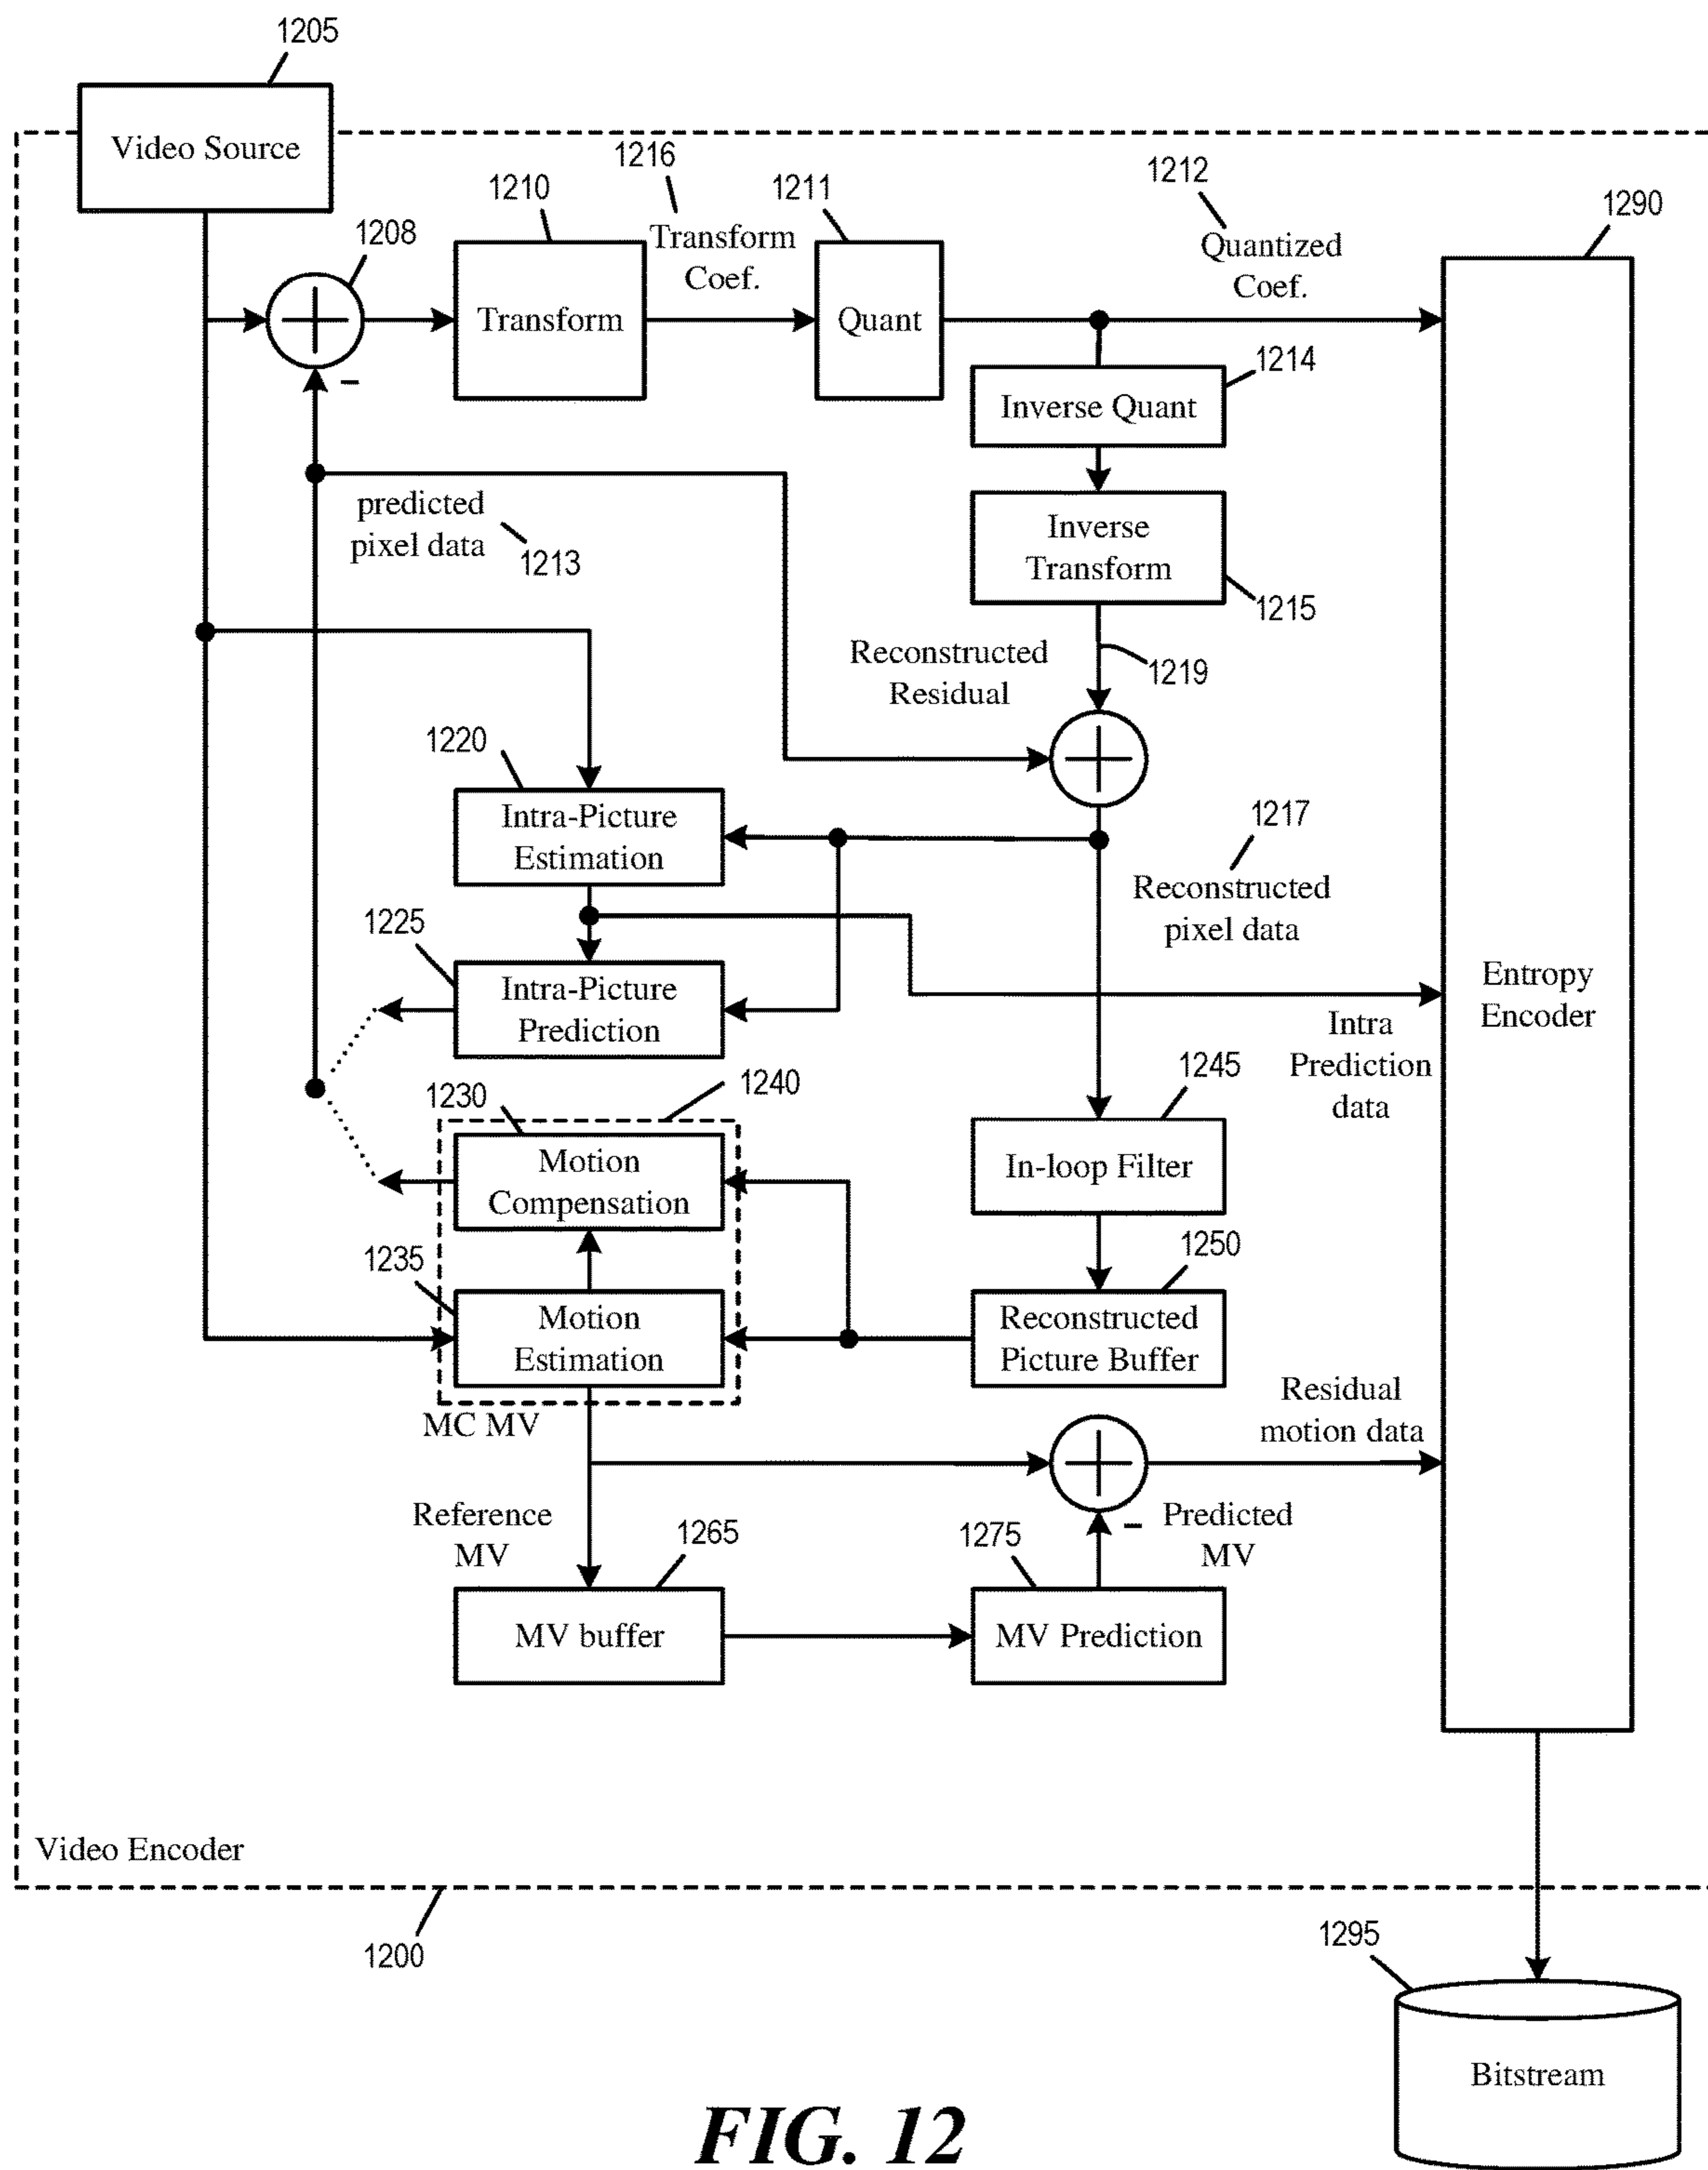 1205
Video Source
1208
1210
Transform
1216
Transform
Coef.
1211
Quant
1212
Quantized
Coef.
1290
1214
Inverse Quant
predicted
pixel data
1213
Inverse
Transform
1215
Reconstructed
Residual
1219
1220
Intra-Picture
Estimation
1217
Reconstructed
pixel data
1225
Intra-Picture
Prediction
Entropy
Encoder
Intra
Prediction
data
1230
1240
Motion
Compensation
1245
In-loop Filter
1235
Motion
Estimation
1250
Reconstructed
Picture Buffer
MC MV
Residual
motion data
Reference
MV
1265
MV buffer
1275
MV Prediction
Predicted
MV
Video Encoder
1200
1295
Bitstream
FIG. 12